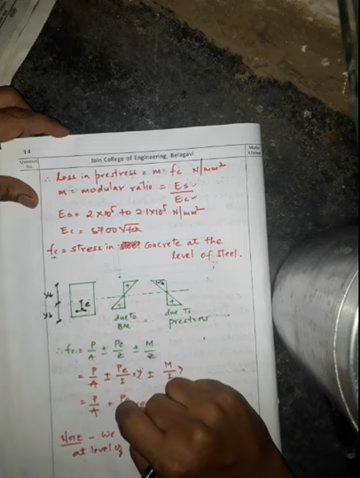 Jain College of Engineering, Belagavi
∴ Loss in prestress = m. fc N/mm²
m = modular ratio = Es/Ec
Es = 2×10⁵ to 2.1×10⁵ N/mm²
Ec = 5700√fck
fc = stress in concrete at the
level of steel.
yt
yb
e
due to
BM
due to
prestress
∴ fc = P/A ± Pe/Z ± M/Z
= P/A ± Pe/I × y ± M/I
= P/A +
Note - we
at level of